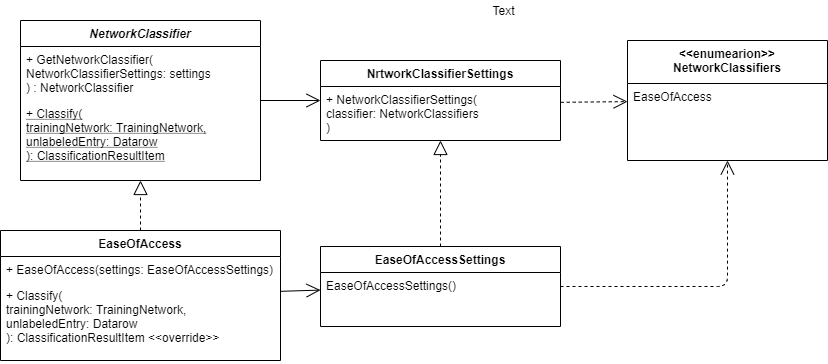 Text
NetworkClassifier
+ GetNetworkClassifier(
NetworkClassifierSettings: settings
) : NetworkClassifier
+ Classify(
trainingNetwork: TrainingNetwork,
unlabeledEntry: Datarow
): ClassificationResultItem
NrtworkClassifierSettings
+ NetworkClassifierSettings(
classifier: NetworkClassifiers
)
<<enumearion>>
NetworkClassifiers
EaseOfAccess
EaseOfAccess
+ EaseOfAccess(settings: EaseOfAccessSettings)
+ Classify(
trainingNetwork: TrainingNetwork,
unlabeledEntry: Datarow
): ClassificationResultItem <<override>>
EaseOfAccessSettings
EaseOfAccessSettings()